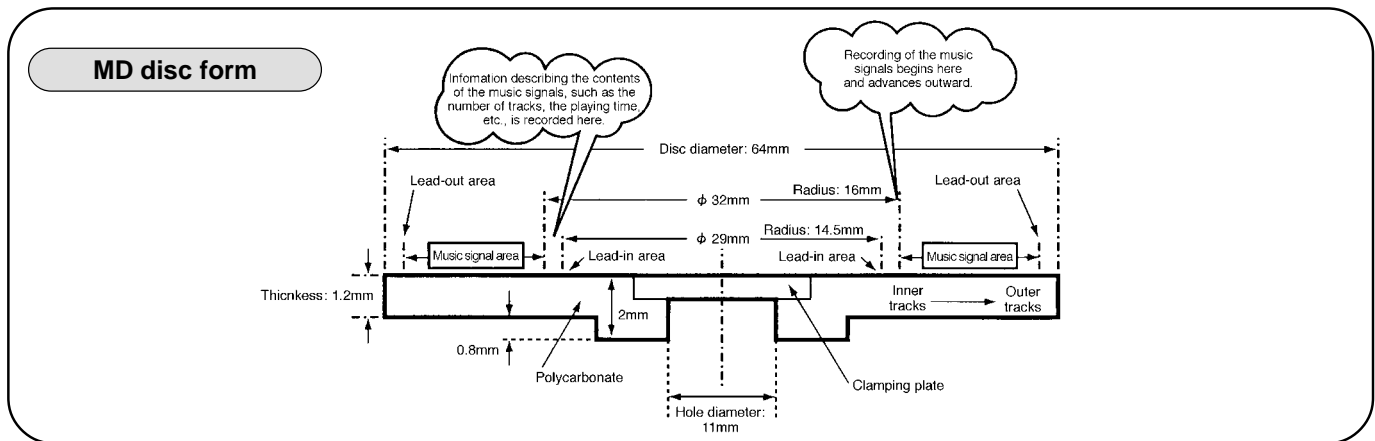 MD disc form
Infomation describing the contents
of the music signals, such as the
number of tracks, the playing time,
etc., is recorded here.
Recording of the music
signals begins here
and advances outward.
Disc diameter: 64mm
Lead-out area
Lead-out area
Radius: 16mm
ϕ 32mm
Radius: 14.5mm
ϕ 29mm
Music signal area
Lead-in area
Lead-in area
Music signal area
Thicnkess: 1.2mm
2mm
Inner
tracks
Outer
tracks
0.8mm
Polycarbonate
Clamping plate
Hole diameter:
11mm